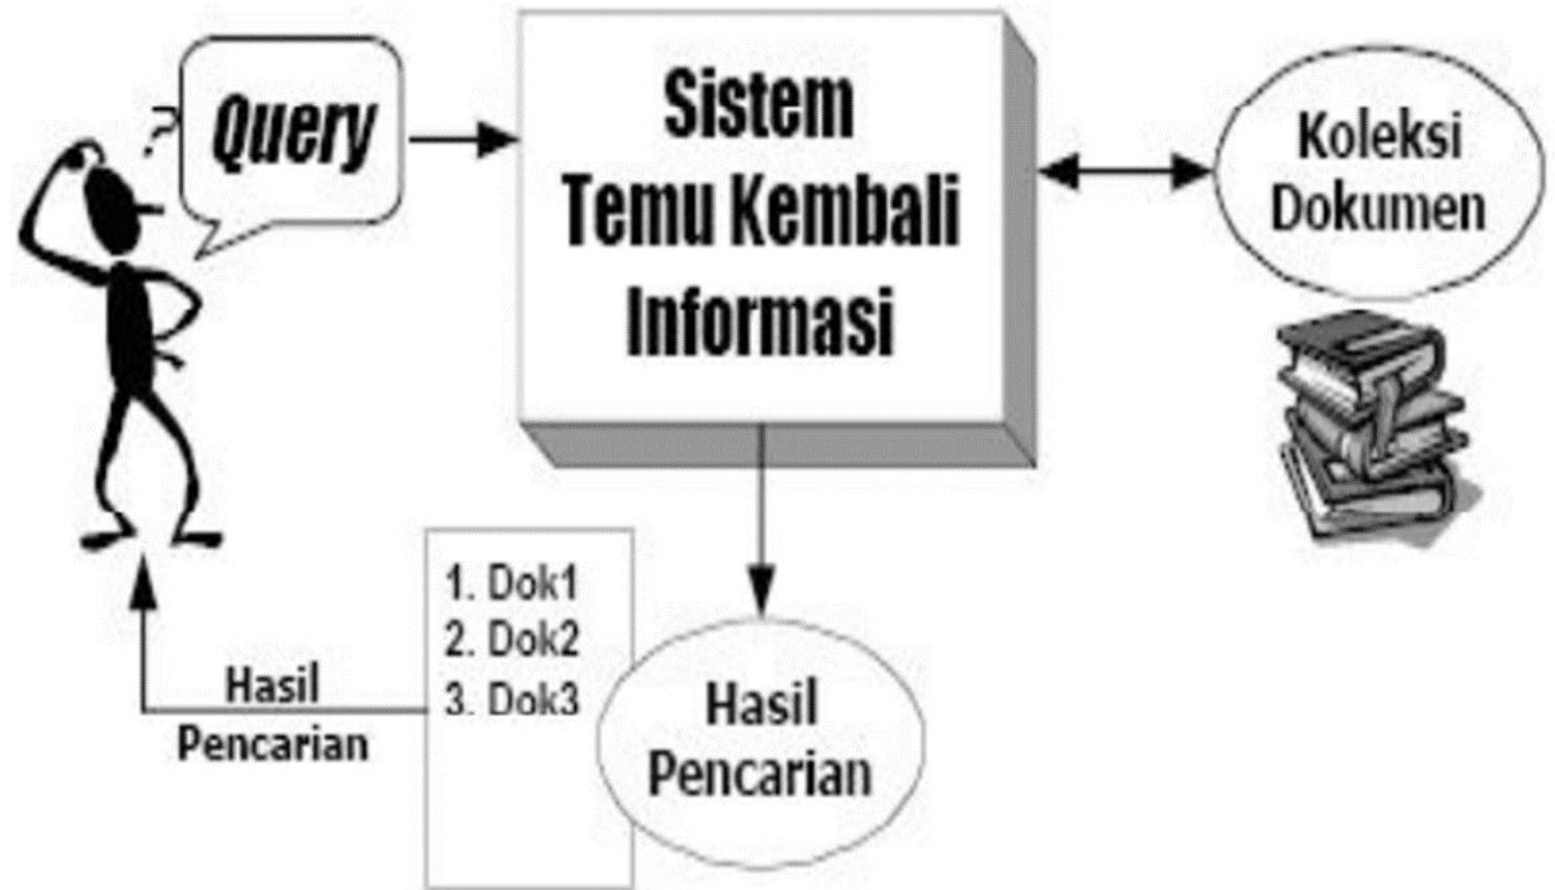 ?
Query
Sistem
Temu Kembali
Informasi
Koleksi
Dokumen
1. Dok1
2. Dok2
3. Dok3
Hasil
Pencarian
Hasil
Pencarian